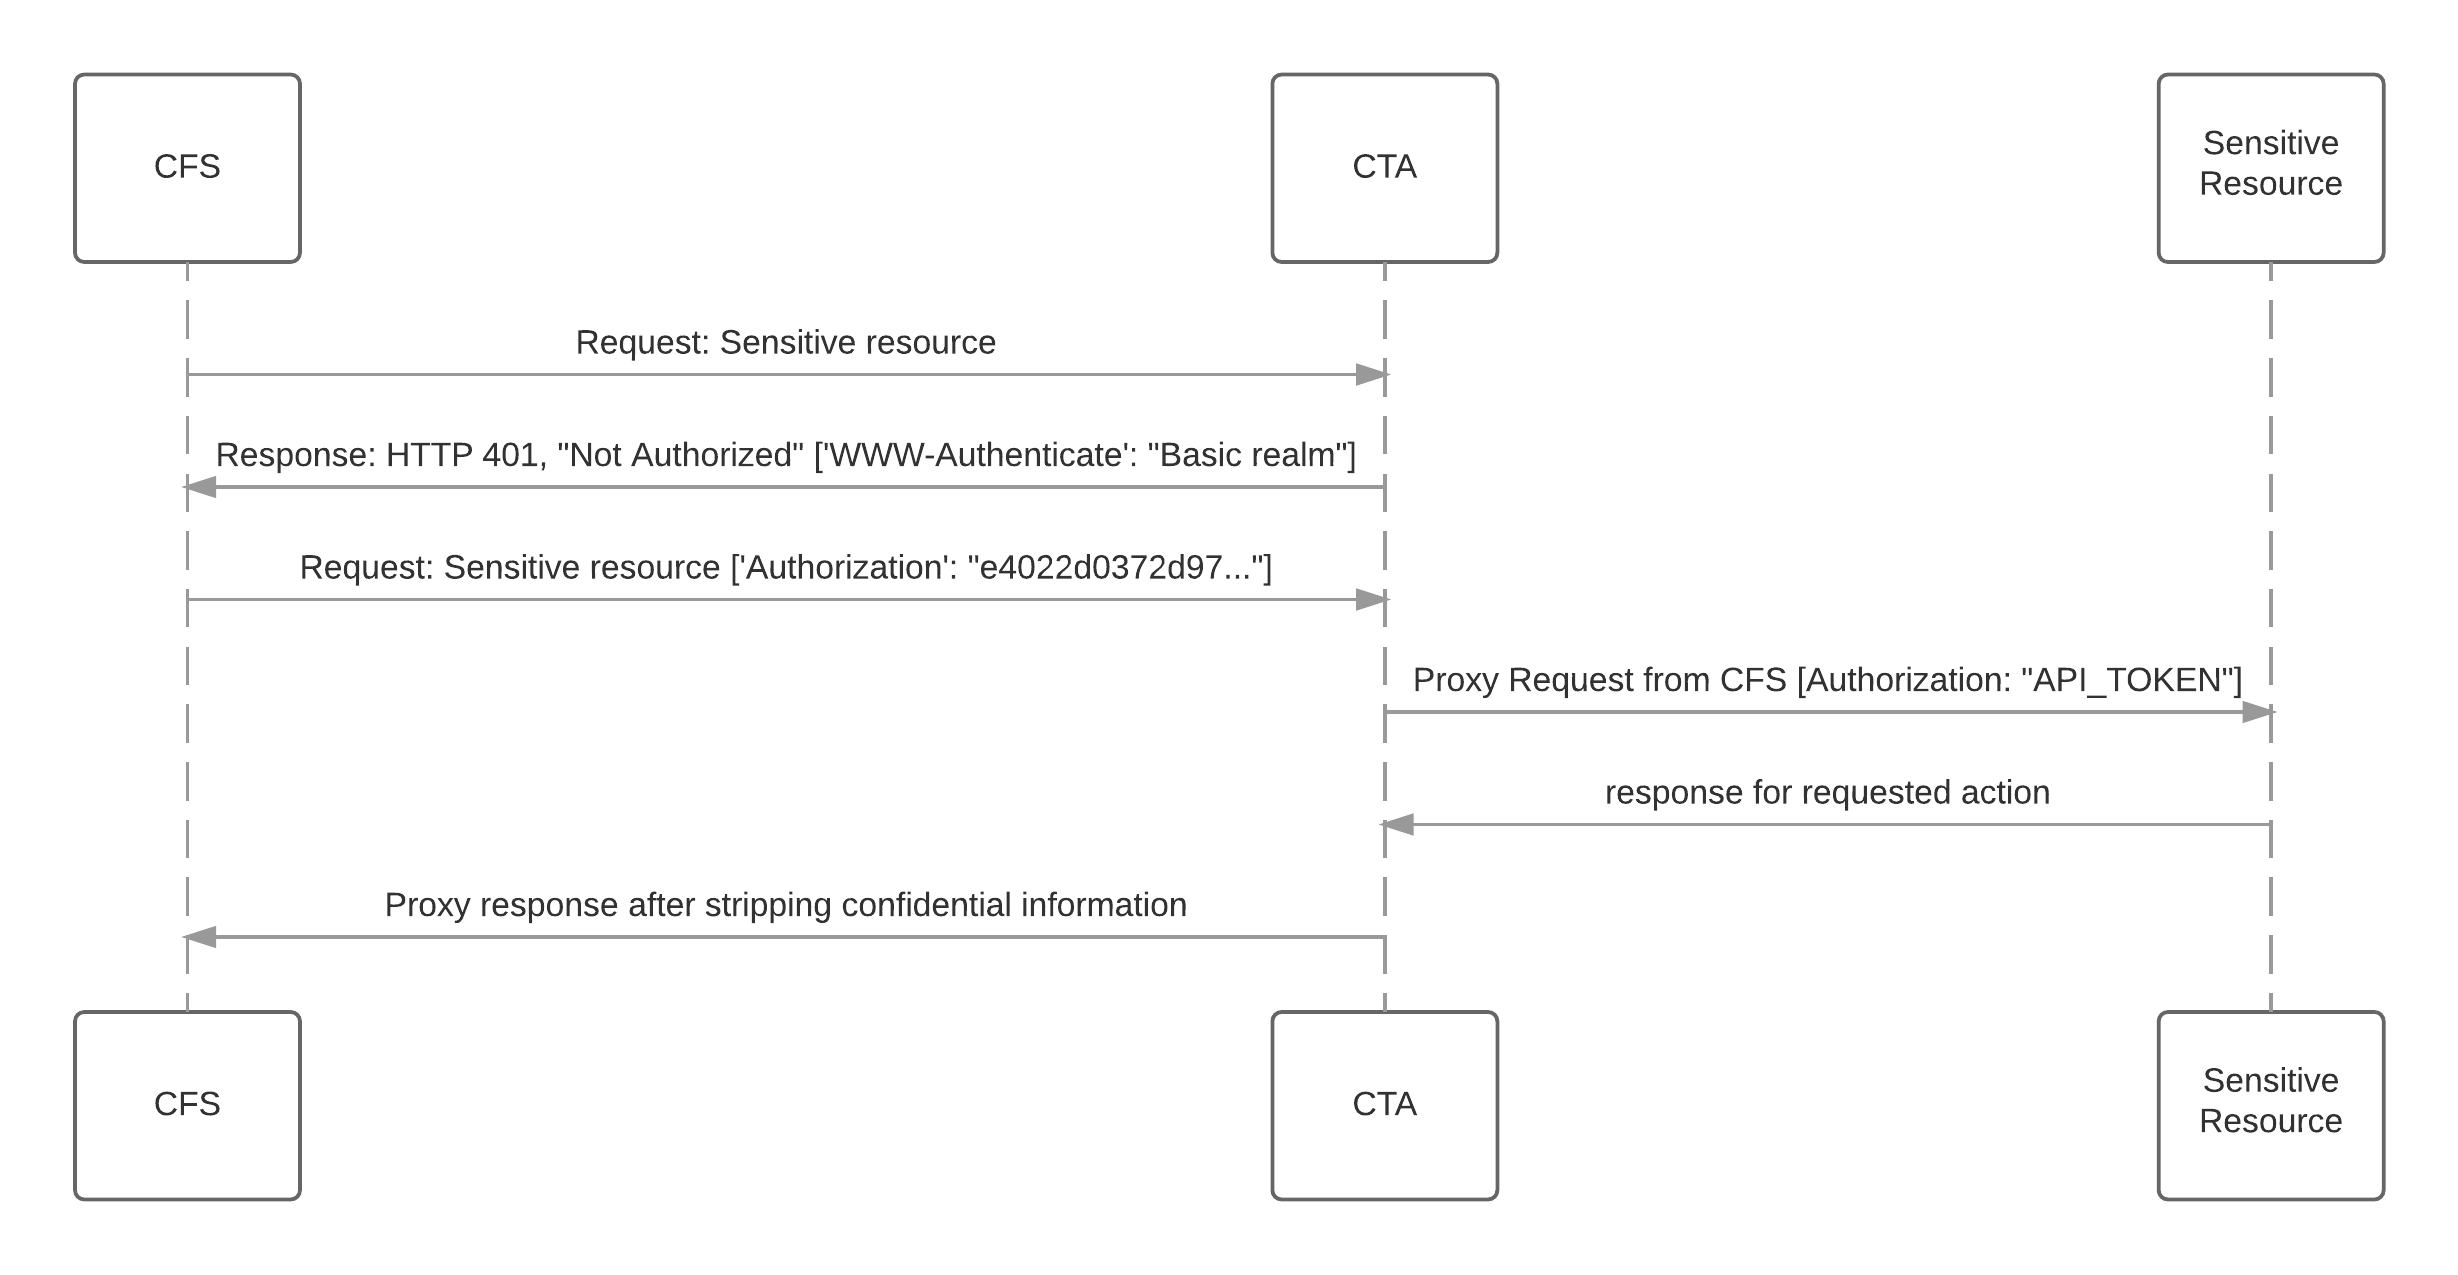 CFS
CTA
Sensitive
Resource
Request: Sensitive resource
Response: HTTP 401, "Not Authorized" ['WWW-Authenticate': "Basic realm"]
Request: Sensitive resource ['Authorization': "e4022d0372d97..."]
Proxy Request from CFS [Authorization: "API_TOKEN"]
response for requested action
Proxy response after stripping confidential information
CFS
CTA
Sensitive
Resource